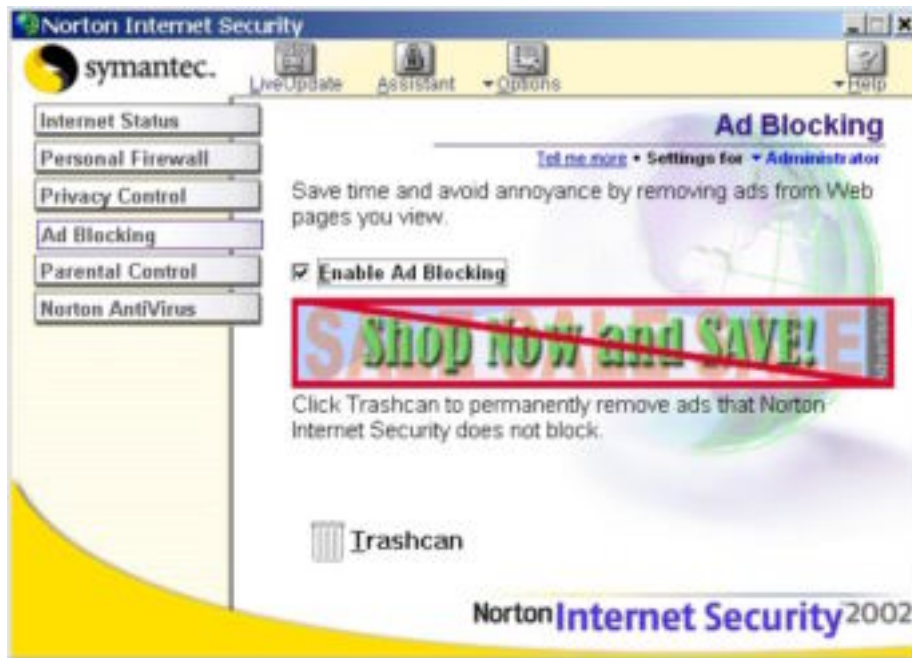 Norton Internet Security
symantec.
LiveUpdate
Assistant
Options
Help
Internet Status
Personal Firewall
Privacy Control
Ad Blocking
Parental Control
Norton AntiVirus
Ad Blocking
Tell me more • Settings for Administrator
Save time and avoid annoyance by removing ads from Web
pages you view.
Enable Ad Blocking
SALE SALE SALE
Shop Now and SAVE!
Click Trashcan to permanently remove ads that Norton
Internet Security does not block.
Trashcan
Norton Internet Security 2002